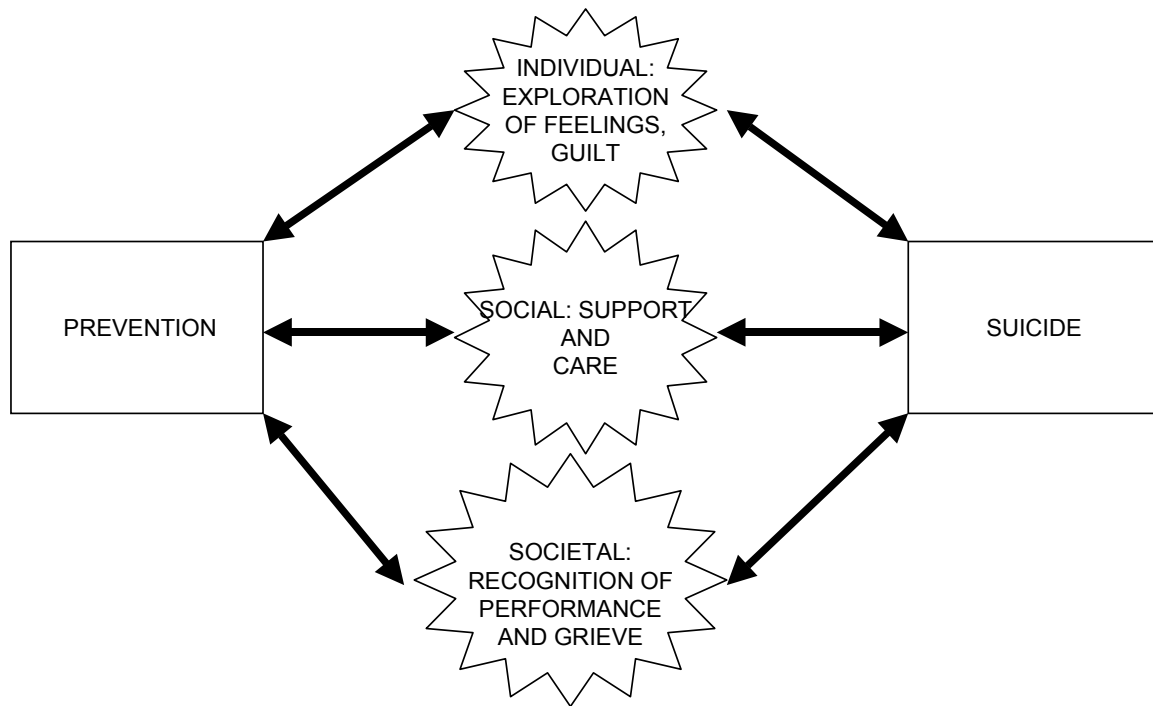 INDIVIDUAL:
EXPLORATION
OF FEELINGS,
GUILT
PREVENTION
SOCIAL: SUPPORT
AND
CARE
SUICIDE
SOCIETAL:
RECOGNITION OF
PERFORMANCE
AND GRIEVE